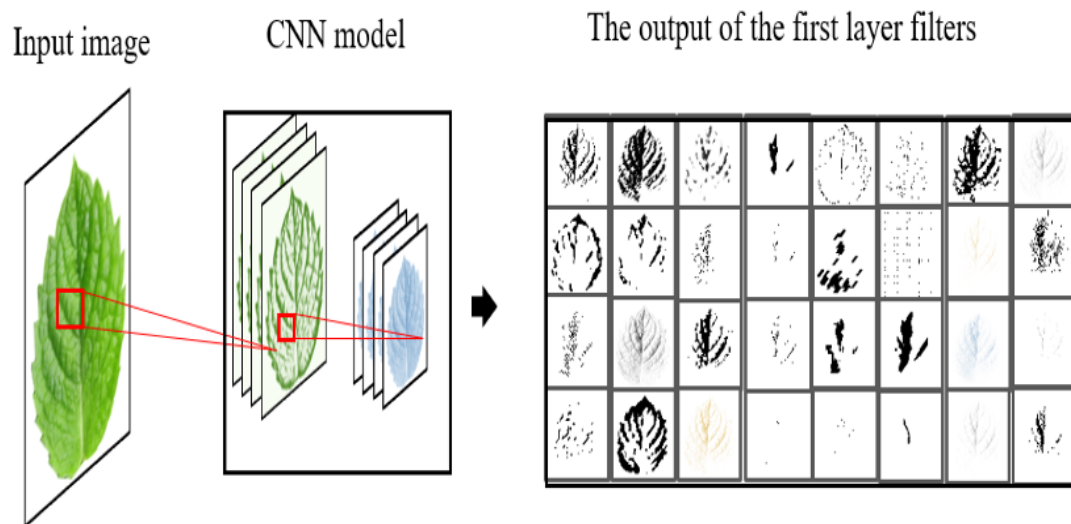 Input image
CNN model
The output of the first layer filters